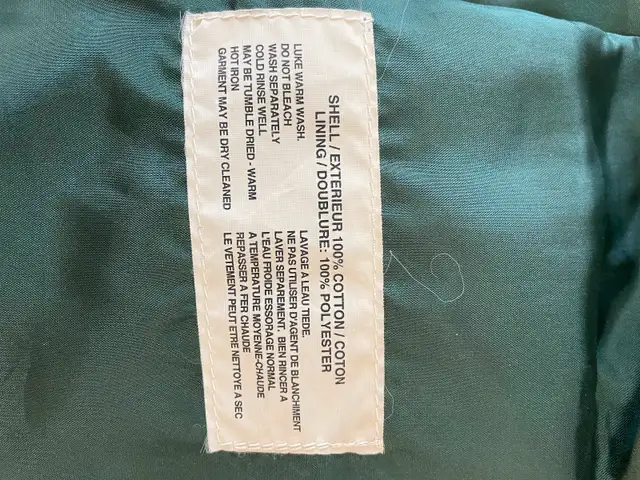 SHELL / EXTERIEUR 100% COTTON / COTON
LINING / DOUBLURE: 100% POLYESTER
LUKE WARM WASH.
DO NOT BLEACH
WASH SEPARATELY
COLD RINSE WELL
MAY BE TUMBLE DRIED - WARM
HOT IRON
GARMENT MAY BE DRY CLEANED
LAVAGE A LEAU TIEDE.
NE PAS UTILISER D'AGENT DE BLANCHIMENT
LAVER SEPAREMENT. BIEN RINCER A
L'EAU FROIDE ESSORAGE NORMAL
A TEMPERATURE MOYENNE-CHAUDE
REPASSER A FER CHAUDE
LE VETEMENT PEUT ETRE NETTOYE A SEC